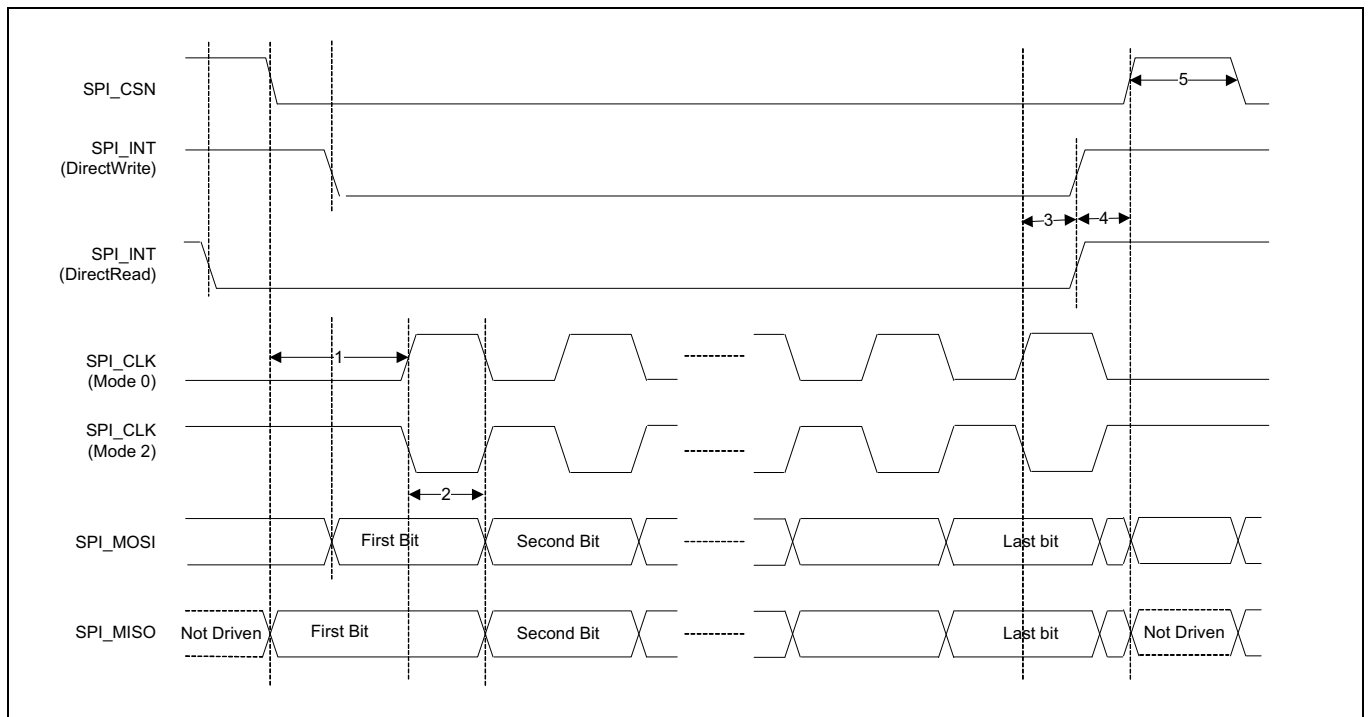 SPI_CSN
5
SPI_INT
(DirectWrite)
3
4
SPI_INT
(DirectRead)
1
SPI_CLK
(Mode 0)
SPI_CLK
(Mode 2)
2
SPI_MOSI
First Bit
Second Bit
Last bit
SPI_MISO
Not Driven
First Bit
Second Bit
Last bit
Not Driven